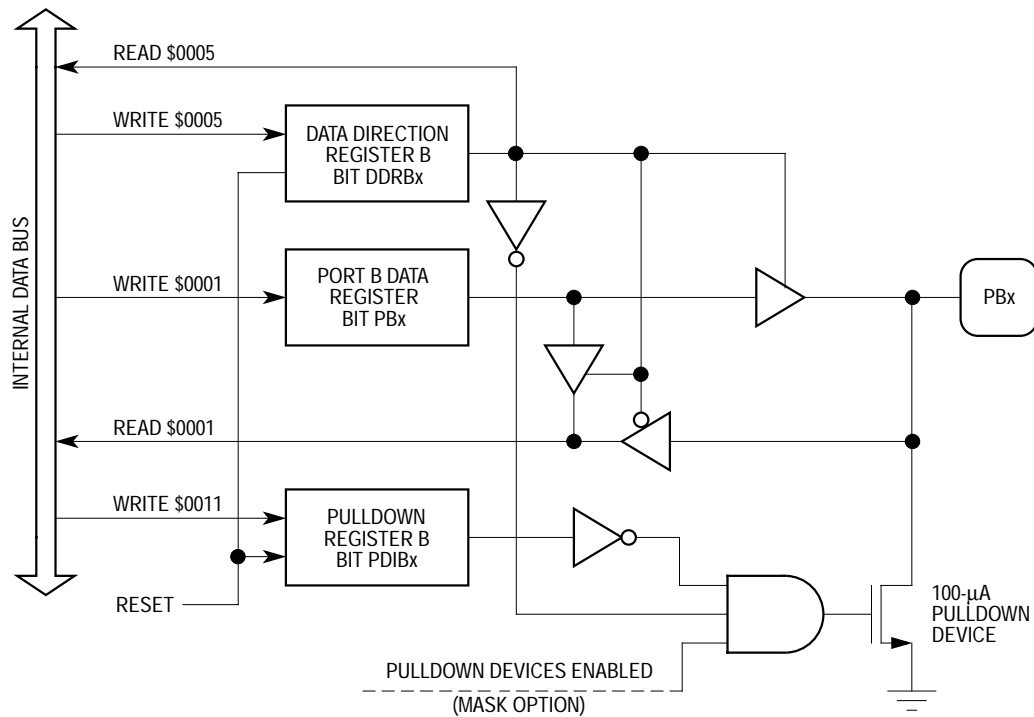 INTERNAL DATA BUS
READ $0005
WRITE $0005
DATA DIRECTION
REGISTER B
BIT DDRBx
WRITE $0001
PORT B DATA
REGISTER
BIT PBx
PBx
READ $0001
WRITE $0011
PULLDOWN
REGISTER B
BIT PDIBx
RESET
100-µA
PULLDOWN
DEVICE
PULLDOWN DEVICES ENABLED
(MASK OPTION)